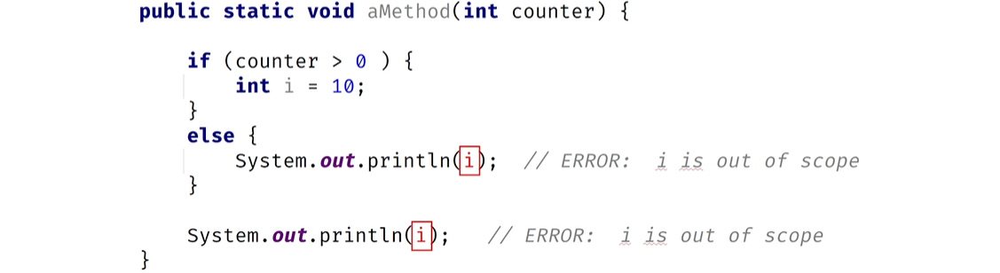 public static void aMethod(int counter) {
if (counter > 0 ) {
int i = 10;
}
else {
System.out.println(i);  // ERROR:  i is out of scope
}
System.out.println(i);   // ERROR:  i is out of scope
}